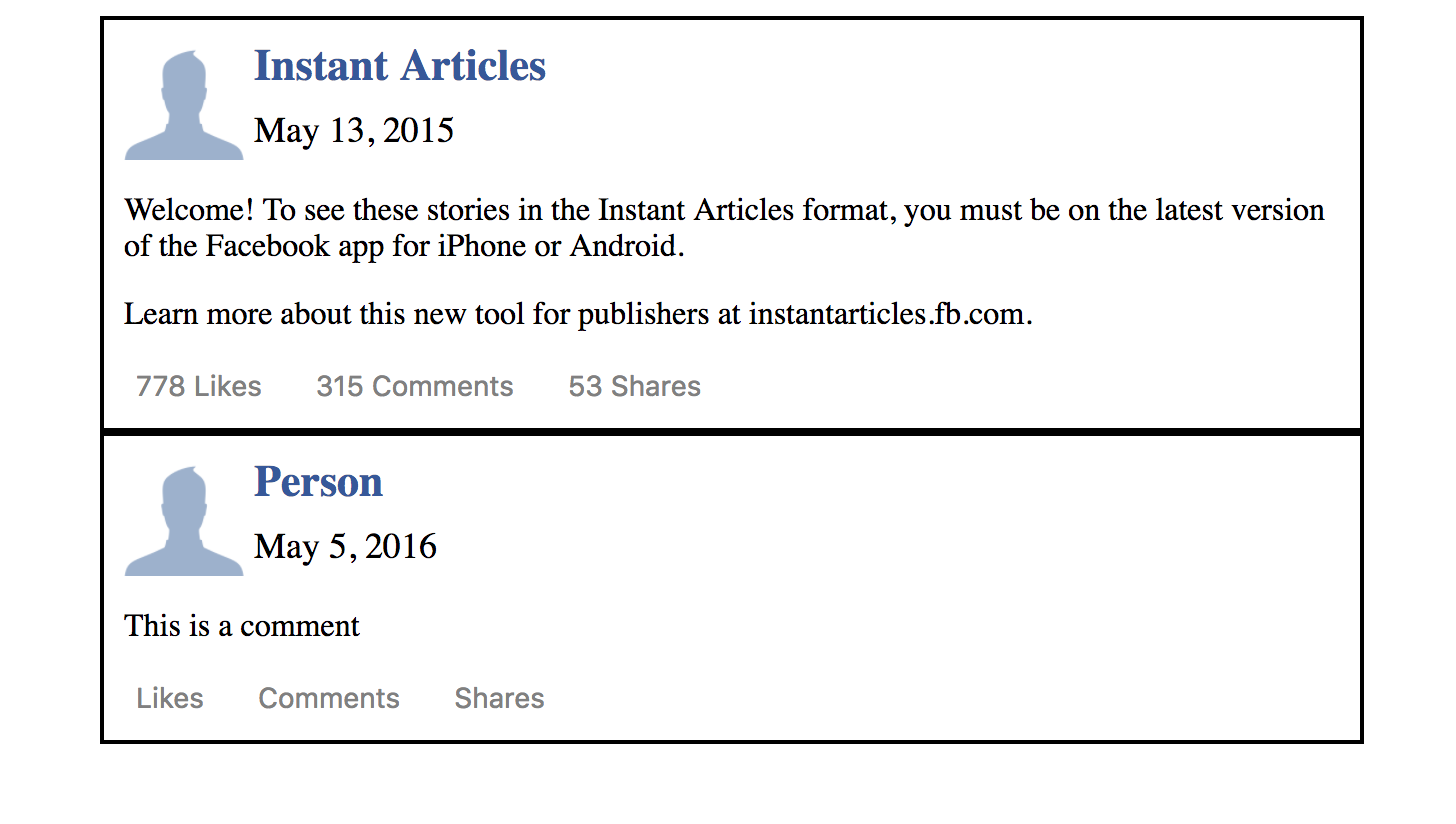 Instant Articles
May 13, 2015
Welcome! To see these stories in the Instant Articles format, you must be on the latest version
of the Facebook app for iPhone or Android.
Learn more about this new tool for publishers at instantarticles.fb.com.
778 Likes 315 Comments 53 Shares
Person
May 5, 2016
This is a comment
Likes Comments Shares